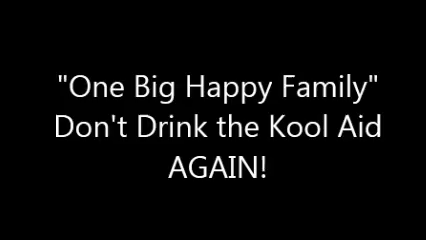 "One Big Happy Family"
Don't Drink the Kool Aid
AGAIN!